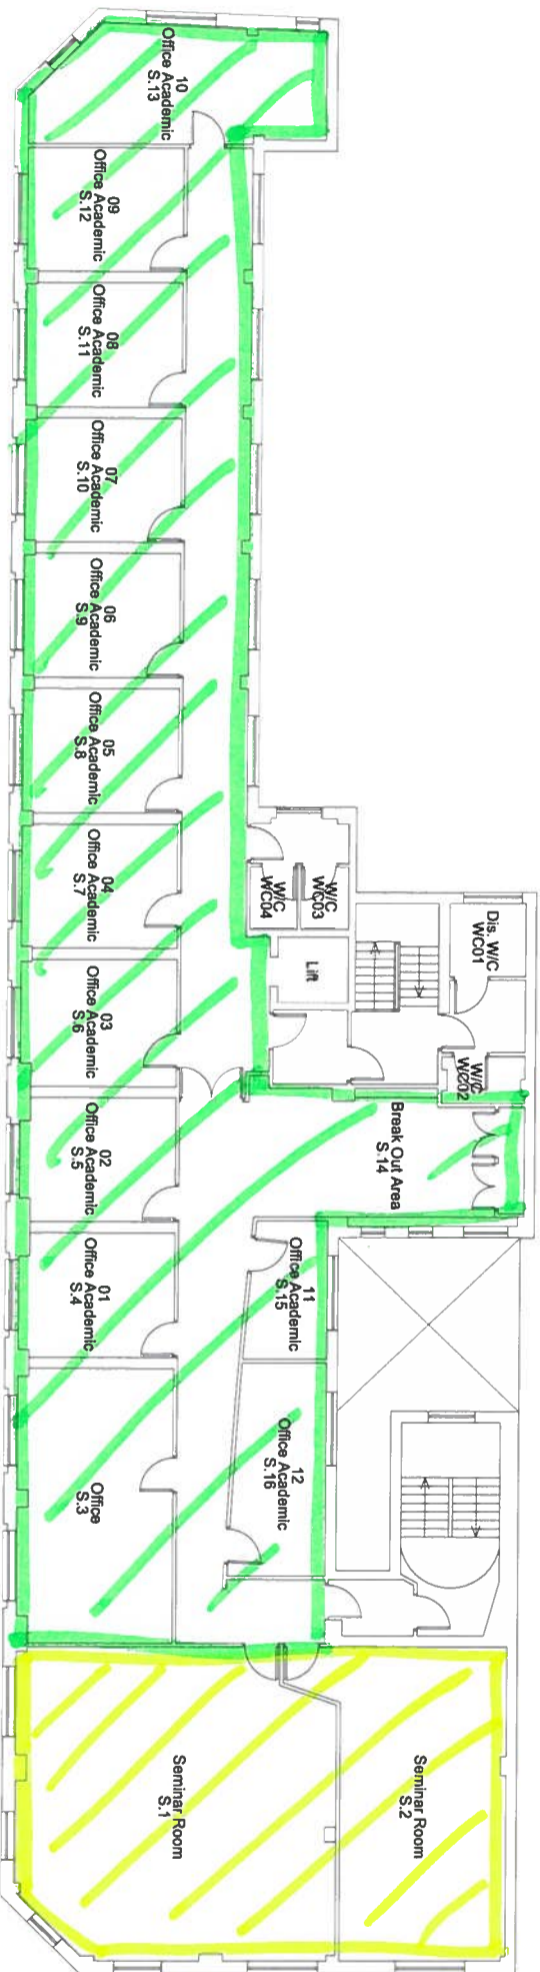 10
Office Academic
S.13
09
Office Academic
S.12
08
Office Academic
S.11
07
Office Academic
S.10
06
Office Academic
S.9
05
Office Academic
S.8
04
Office Academic
S.7
03
Office Academic
S.6
02
Office Academic
S.5
01
Office Academic
S.4
Office
S.3
W/C
WC03
W/C
WC04
Lift
Dis. W/C
WC01
W/C
WC02
Break Out Area
S.14
11
Office Academic
S.15
12
Office Academic
S.16
Seminar Room
S.1
Seminar Room
S.2